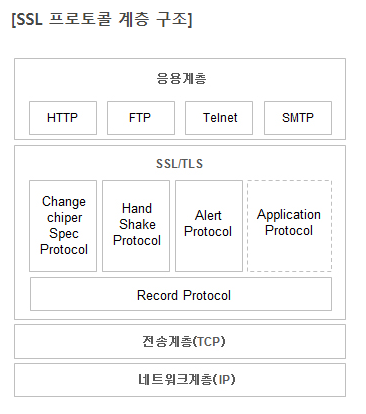 [SSL 프로토콜 계층 구조]
응용계층
HTTP
FTP
Telnet
SMTP
SSL/TLS
Change
chiper
Spec
Protocol
Hand
Shake
Protocol
Alert
Protocol
Application
Protocol
Record Protocol
전송계층(TCP)
네트워크계층(IP)